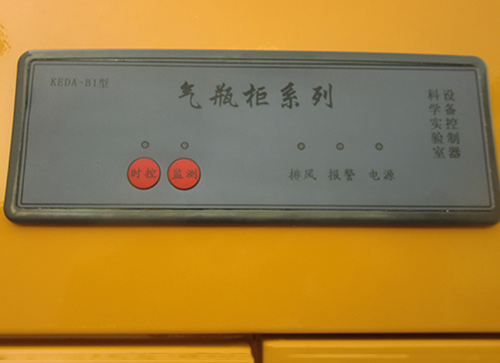 KEDA-B1型
气瓶柜系列
科学实验室
设备控制器
时控 监测
排风 报警 电源